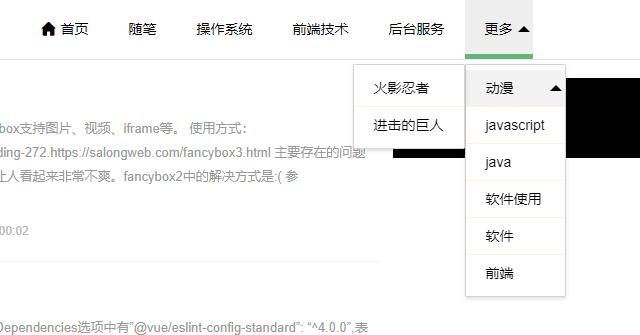 首页 随笔 操作系统 前端技术 后台服务 更多
火影忍者 动漫
进击的巨人 javascript
java
软件使用
软件
前端
box支持图片、视频、iframe等。 使用方式：
ding-272.https://salongweb.com/fancybox3.html 主要存在的问题
让人看起来非常不爽。fancybox2中的解决方式是:( 参
00:02
Dependencies选项中有”@vue/eslint-config-standard”: “^4.0.0”,表